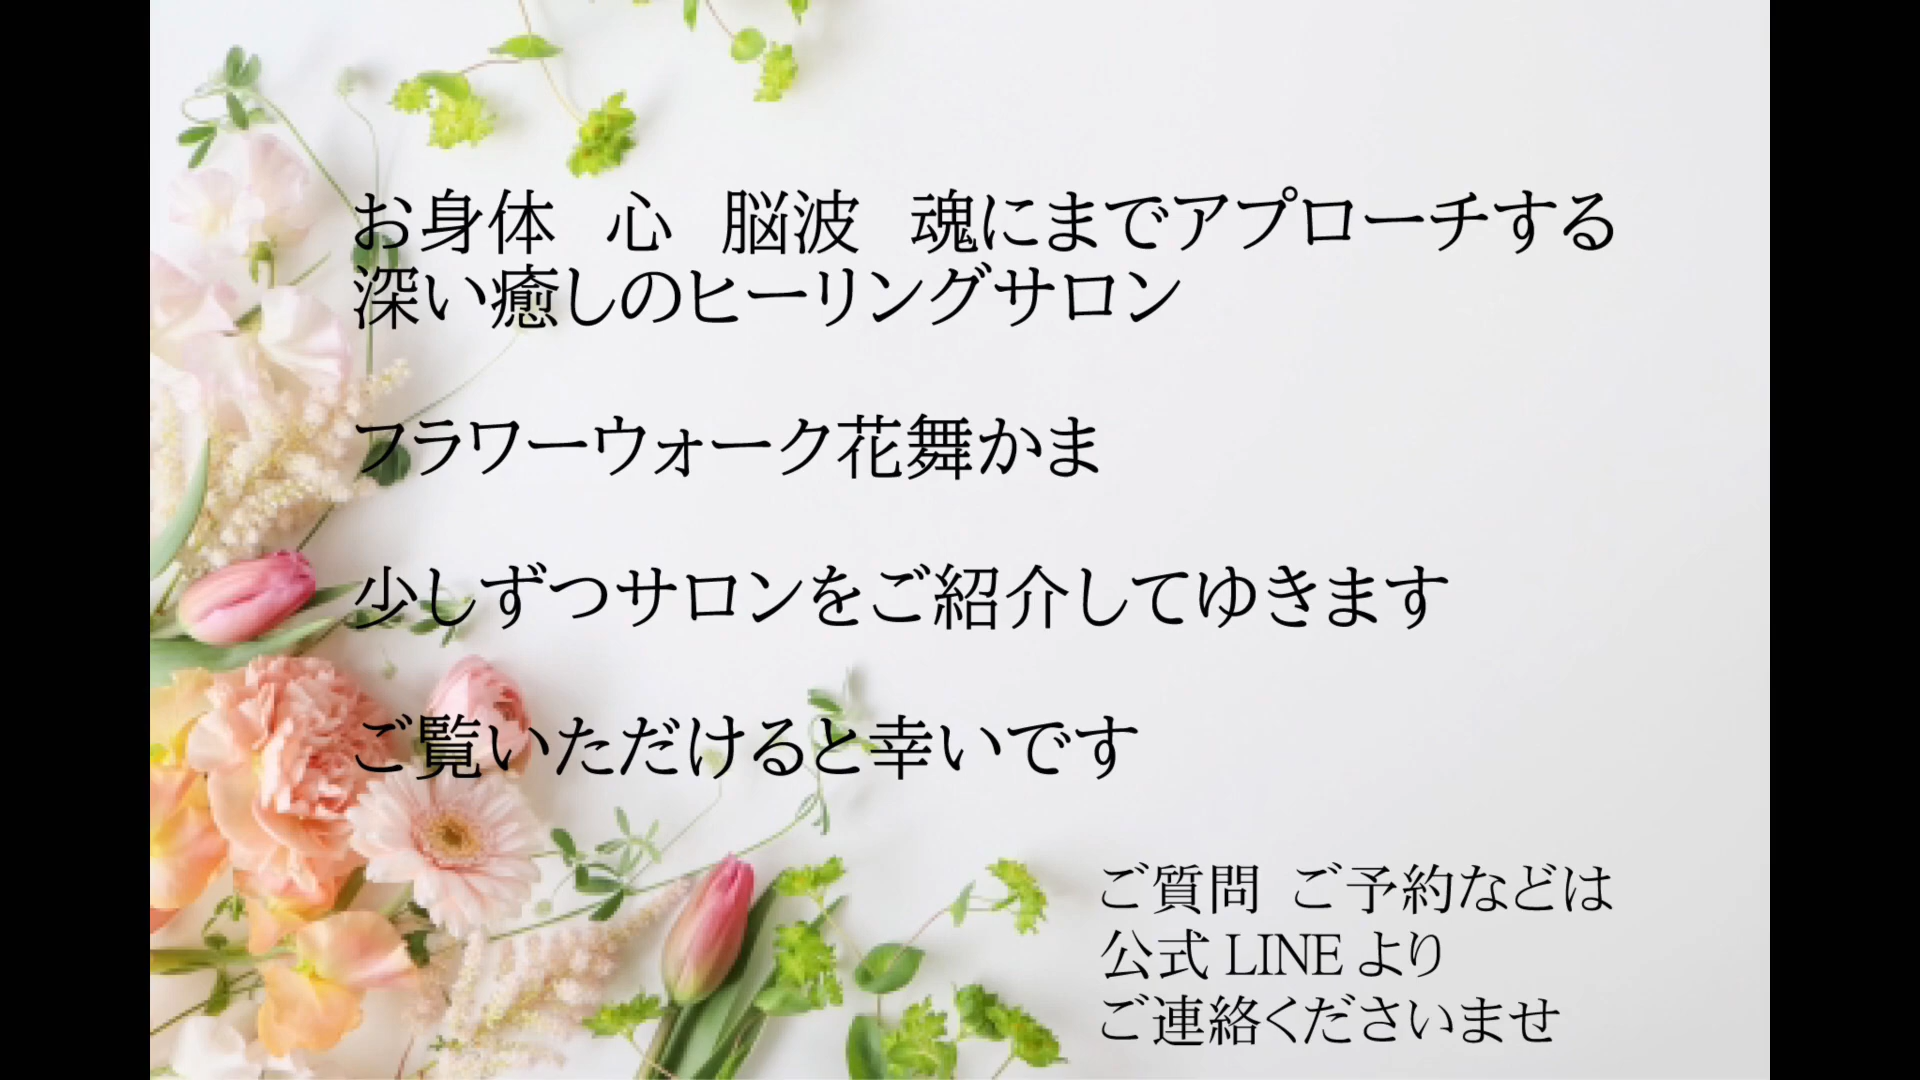 お身体　心　脳波　魂にまでアプローチする
深い癒しのヒーリングサロン
フラワーウォーク花舞かま
少しずつサロンをご紹介してゆきます
ご覧いただけると幸いです
ご質問 ご予約などは
公式 LINE より
ご連絡くださいませ